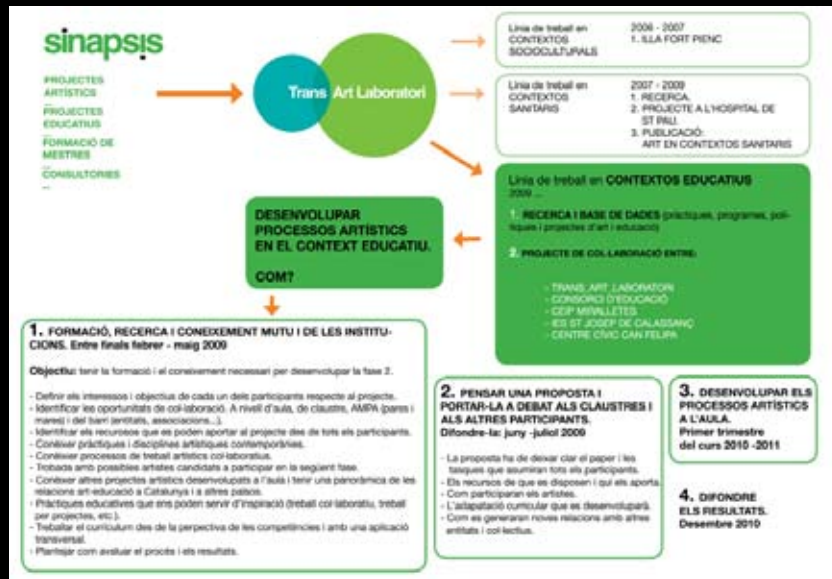 sinapsis
PROJECTES
ARTÍSTICS
...
PROJECTES
EDUCATIUS
...
FORMACIÓ DE
MESTRES
...
CONSULTORIES
...
Trans Art Laboratori
Línia de treball en
CONTEXTOS
SOCIOCULTURALS
2006 - 2007
1. ILLA FORT PIENC
Línia de treball en
CONTEXTOS
SANITARIS
2007 - 2009
1. RECERCA.
2. PROJECTE A L'HOSPITAL DE
ST PAU.
3. PUBLICACIÓ:
ART EN CONTEXTOS SANITARIS
Línia de treball en CONTEXTOS EDUCATIUS
2009 ...
1. RECERCA I BASE DE DADES (pràctiques, programes, polí-
tiques i projectes d'art i educació)
2. PROJECTE DE COL·LABORACIÓ ENTRE:
- TRANS_ART_LABORATORI
- CONSORCI D'EDUCACIÓ
- CEIP MIRALLETES
- IES ST JOSEP DE CALASSANÇ
- CENTRE CÍVIC CAN FELIPA
DESENVOLUPAR
PROCESSOS ARTÍSTICS
EN EL CONTEXT EDUCATIU.
COM?
1. FORMACIÓ, RECERCA I CONEIXEMENT MUTU I DE LES INSTITU-
CIONS. Entre finals febrer - maig 2009
Objectiu: tenir la formació i el coneixement necessari per desenvolupar la fase 2.
- Definir els interessos i objectius de cada un dels participants respecte al projecte.
- Identificar les oportunitats de col·laboració. A nivell d'aula, de claustre, AMPA (pares i
mares) i del barri (entitats, associacions...).
- Identificar els recursos que es poden aportar al projecte des de tots els participants.
- Conèixer pràctiques i disciplines artístiques contemporànies.
- Conèixer processos de treball artístics col·laboratius.
- Trobada amb possibles artistes candidats a participar en la següent fase.
- Conèixer altres projectes artístics desenvolupats a l'aula i tenir una panoràmica de les
relacions art-educació a Catalunya i a altres països.
- Pràctiques educatives que ens poden servir d'inspiració (treball col·laboratiu, treball
per projectes, etc.).
- Treballar el currículum des de la perpectiva de les competències i amb una aplicació
transversal.
- Plantejar com avaluar el procés i els resultats.
2. PENSAR UNA PROPOSTA I
PORTAR-LA A DEBAT ALS CLAUSTRES I
ALS ALTRES PARTICIPANTS.
Difondre-la: juny -juliol 2009
- La proposta ha de deixar clar el paper i les
tasques que assumiran tots els participants.
- Els recursos de que es disposen i qui els aporta.
- Com participaran els artistes.
- L'adapatació curricular que es desenvoluparà.
- Com es generaran noves relacions amb altres
entitats i col·lectius.
3. DESENVOLUPAR ELS
PROCESSOS ARTÍSTICS
A L'AULA.
Primer trimestre
del curs 2010 -2011
4. DIFONDRE
ELS RESULTATS.
Desembre 2010